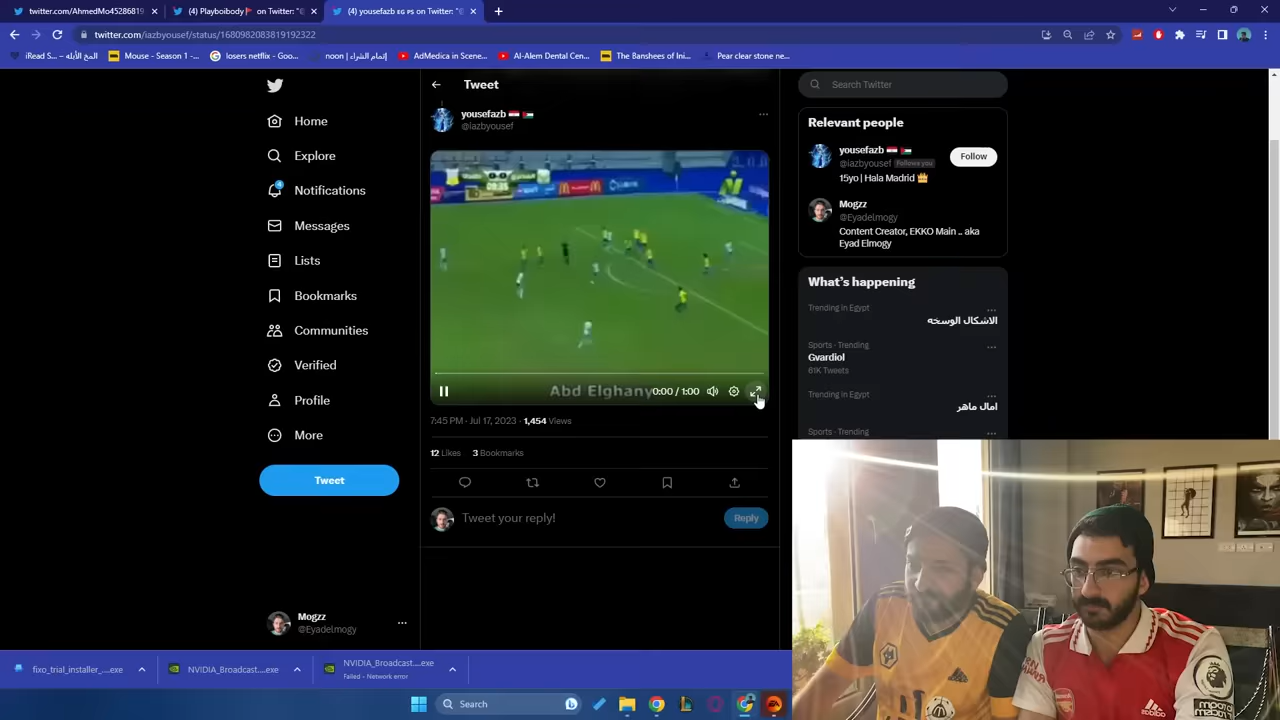 twitter.com/AhmedMo45286819
(4) Playboibody🚩 on Twitter: "@
(4) yousefazb 🇪🇬 🇵🇸 on Twitter: "@
twitter.com/iazbyousef/status/1680982083819192322
iRead S... – المخ الأبله
Mouse - Season 1 -...
losers netflix - Goo...
noon | إتمام الشراء
AdMedica in Scene...
Al-Alem Dental Cen...
The Banshees of Ini...
Pear clear stone ne...
Home
Explore
4
Notifications
Messages
Lists
Bookmarks
Communities
Verified
Profile
More
Tweet
Mogzz
@Eyadelmogy
Tweet
yousefazb 🇪🇬 🇵🇸
@iazbyousef
Abd Elghany
0:00 / 1:00
7:45 PM · Jul 17, 2023 · 1,454 Views
12 Likes 3 Bookmarks
Tweet your reply!
Reply
Search Twitter
Relevant people
yousefazb 🇪🇬 🇵🇸
@iazbyousef Follows you
Follow
15yo | Hala Madrid 👑
Mogzz
@Eyadelmogy
Content Creator, EKKO Main .. aka
Eyad Elmogy
What's happening
Trending in Egypt
الاشكال الوسخه
Sports · Trending
Gvardiol
61K Tweets
Trending in Egypt
امال ماهر
Sports · Trending
fixo_trial_installer_....exe
NVIDIA_Broadcast....exe
NVIDIA_Broadcast....exe
Failed - Network error
Search